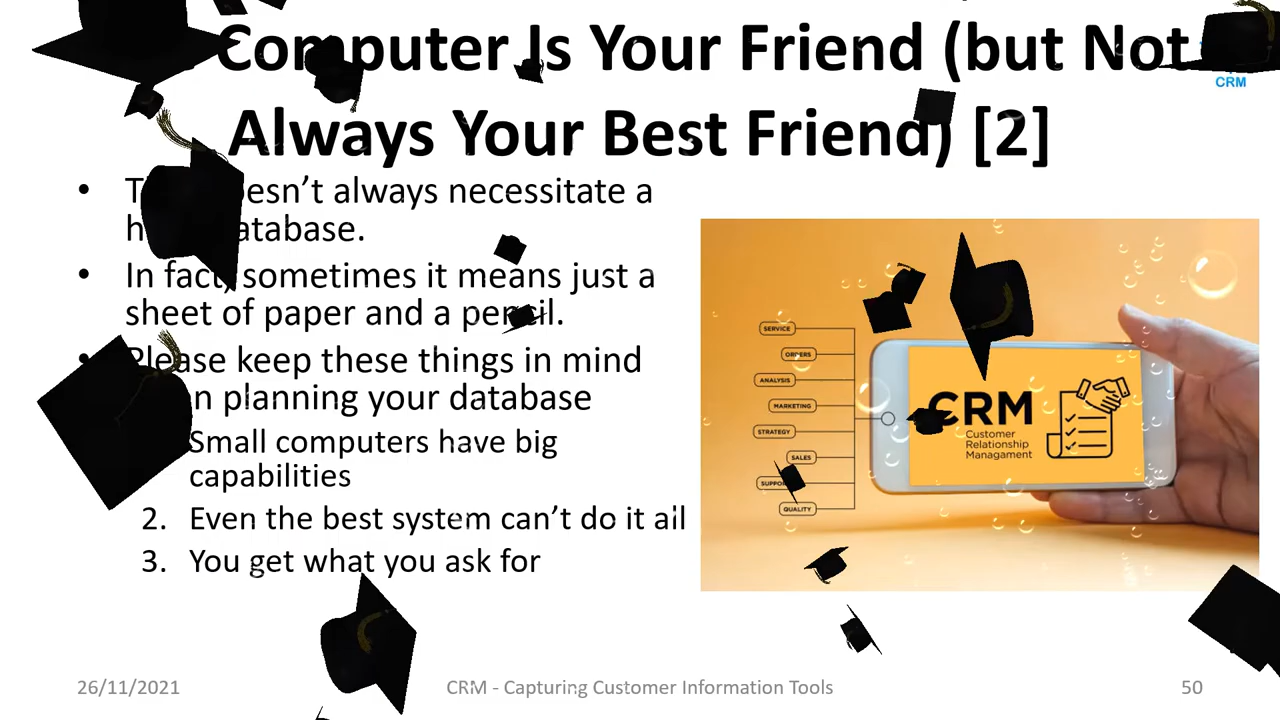 Computer Is Your Friend (but Not
CRM
Always Your Best Friend) [2]
• doesn't always necessitate a
database.
• In fact, sometimes it means just a
sheet of paper and a pencil.
• Please keep these things in mind
planning your database
Small computers have big
capabilities
2. Even the best system can't do it all
3. You get what you ask for
SERVICE
ORDERS
ANALYSIS
MARKETING
STRATEGY
SALES
QUALITY
CRM
Customer
Relationship
Managament
26/11/2021
CRM - Capturing Customer Information Tools
50